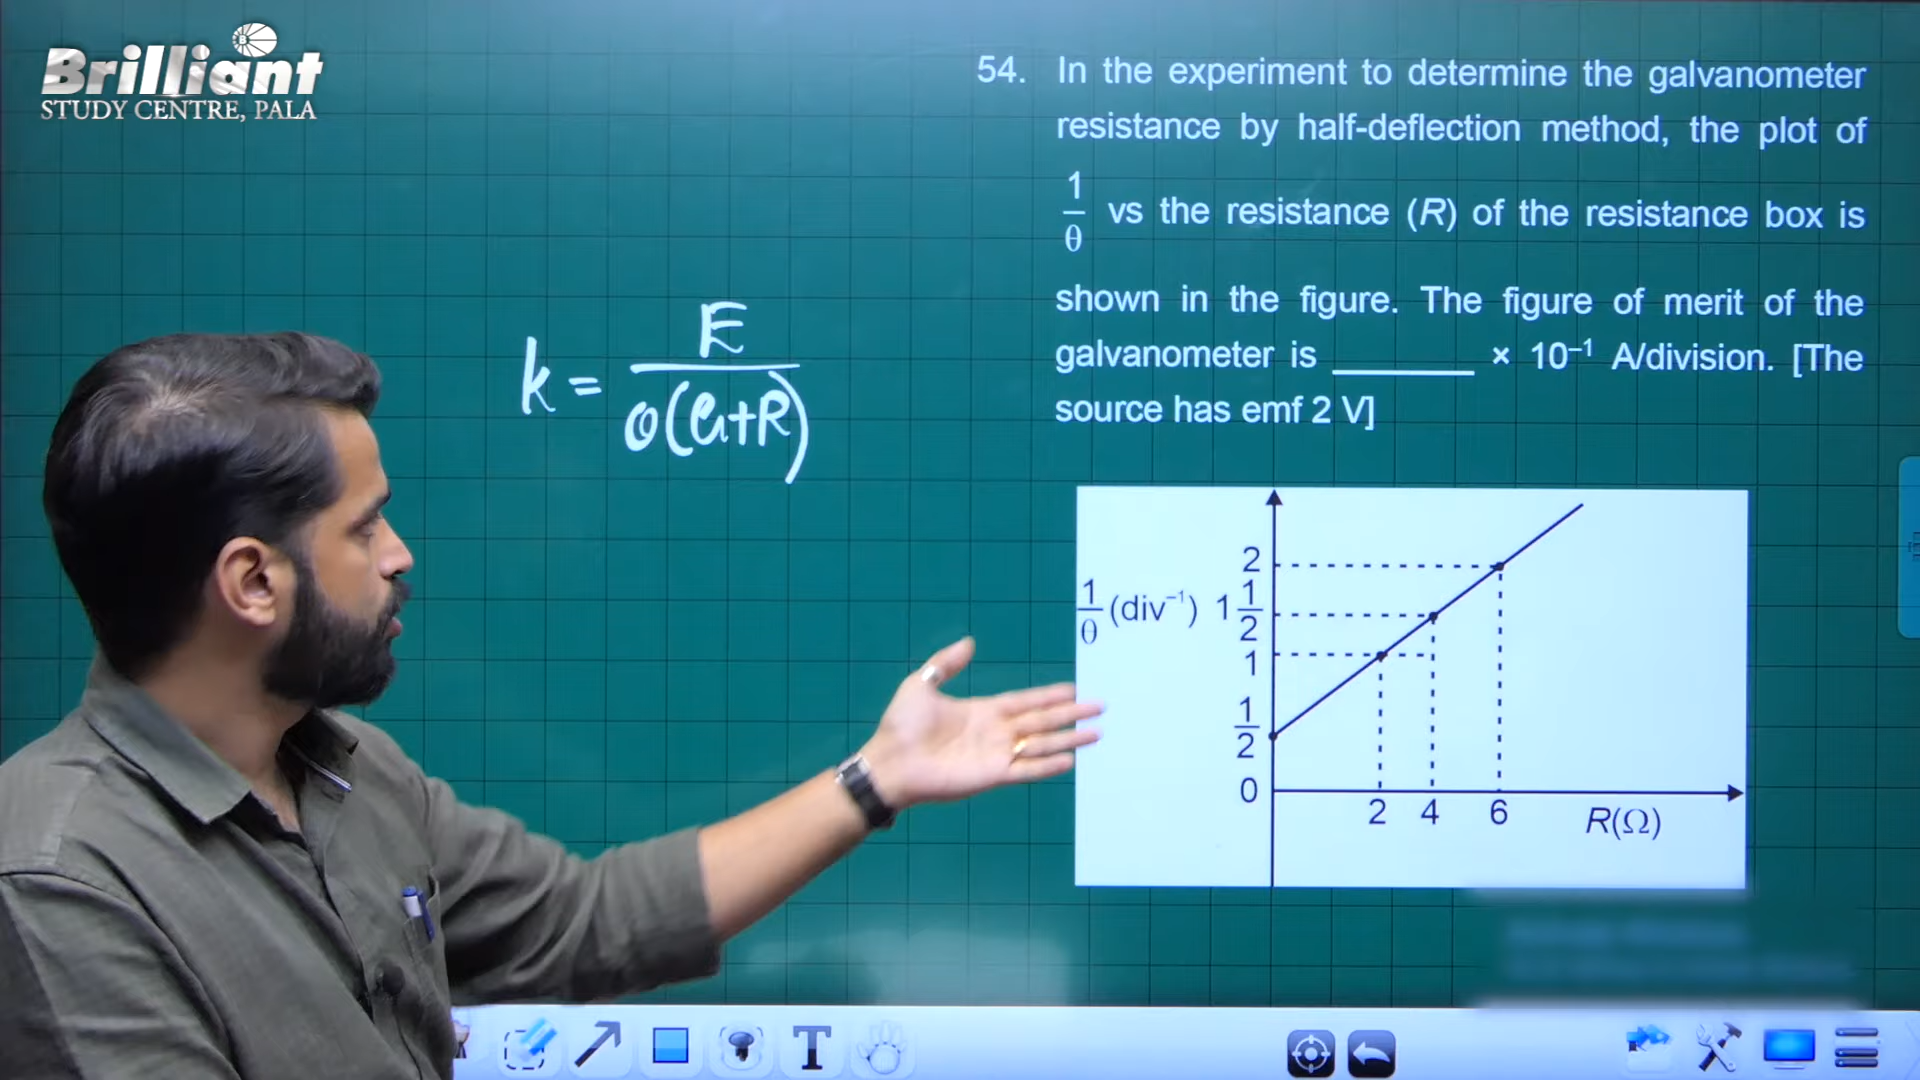 Brilliant
STUDY CENTRE, PALA
54. In the experiment to determine the galvanometer
resistance by half-deflection method, the plot of
1/θ vs the resistance (R) of the resistance box is
shown in the figure. The figure of merit of the
galvanometer is ________ × 10⁻¹ A/division. [The
source has emf 2 V]
k = E / θ(G+R)
2
1/θ (div⁻¹) 1 1/2
1
1/2
0
2 4 6 R(Ω)
T